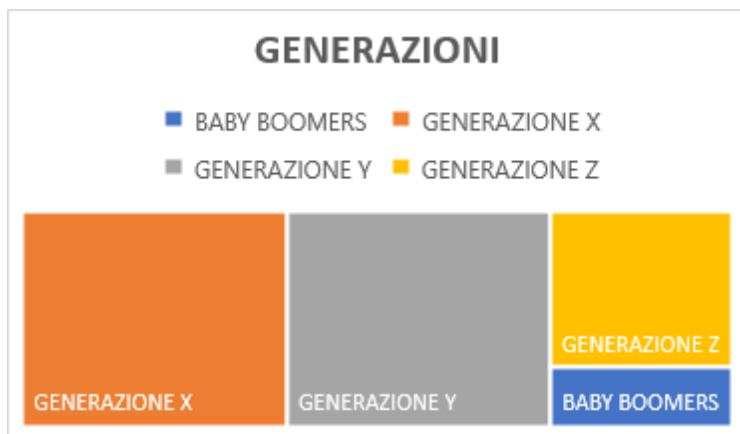 GENERAZIONI
BABY BOOMERS GENERAZIONE X
GENERAZIONE Y GENERAZIONE Z
GENERAZIONE X
GENERAZIONE Y
GENERAZIONE Z
BABY BOOMERS